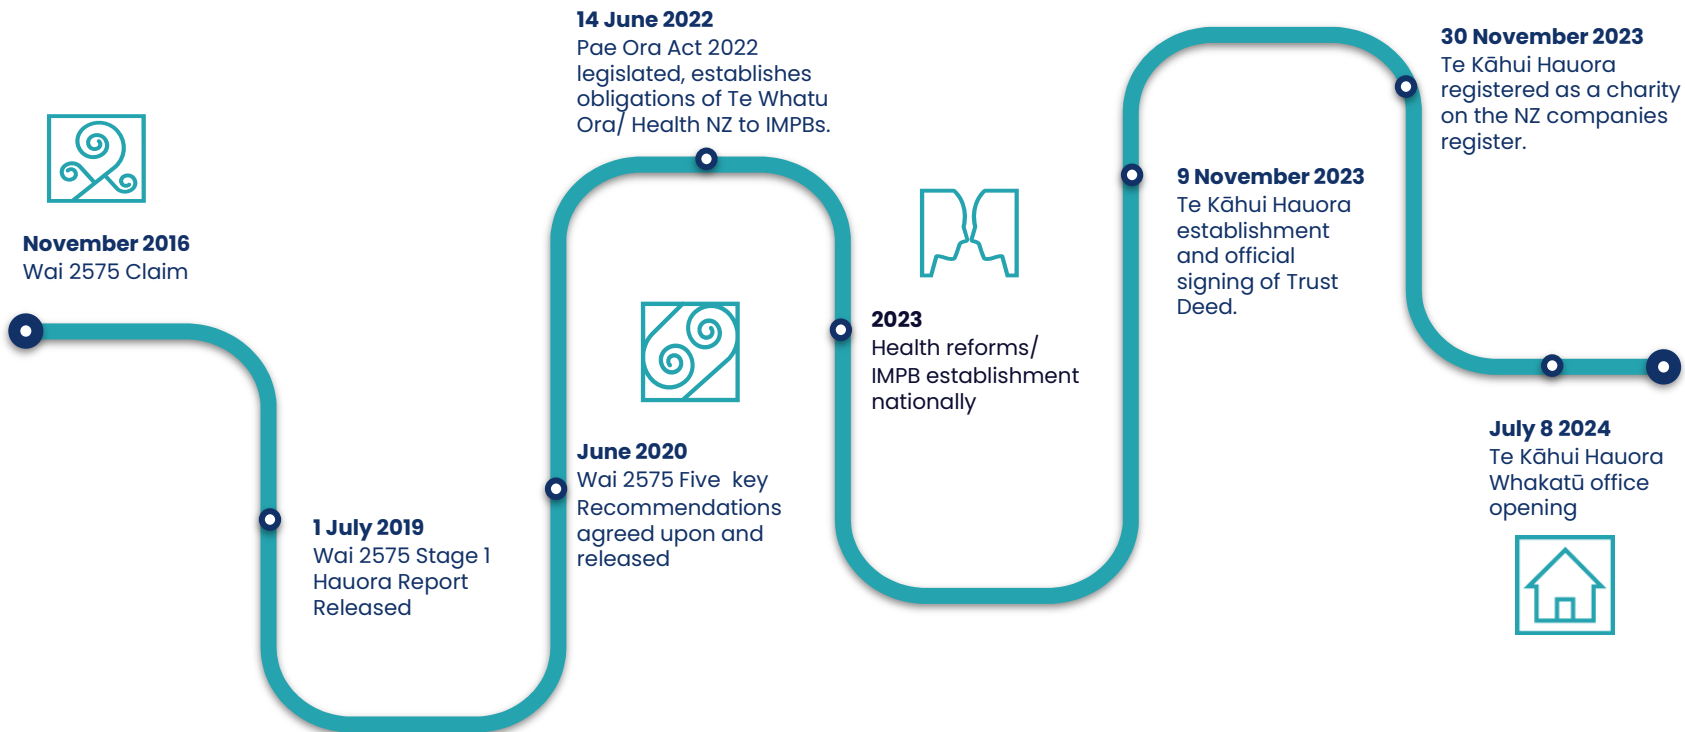 November 2016
Wai 2575 Claim
1 July 2019
Wai 2575 Stage 1
Hauora Report
Released
June 2020
Wai 2575 Five key
Recommendations
agreed upon and
released
14 June 2022
Pae Ora Act 2022
legislated, establishes
obligations of Te Whatu
Ora/ Health NZ to IMPBs.
2023
Health reforms/
IMPB establishment
nationally
9 November 2023
Te Kāhui Hauora
establishment
and official
signing of Trust
Deed.
30 November 2023
Te Kāhui Hauora
registered as a charity
on the NZ companies
register.
July 8 2024
Te Kāhui Hauora
Whakatū office
opening